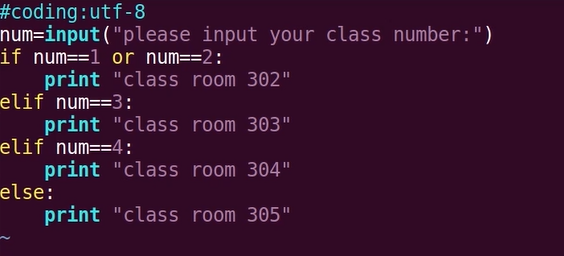 #coding:utf-8
num=input("please input your class number:")
if num==1 or num==2:
    print "class room 302"
elif num==3:
    print "class room 303"
elif num==4:
    print "class room 304"
else:
    print "class room 305"
~